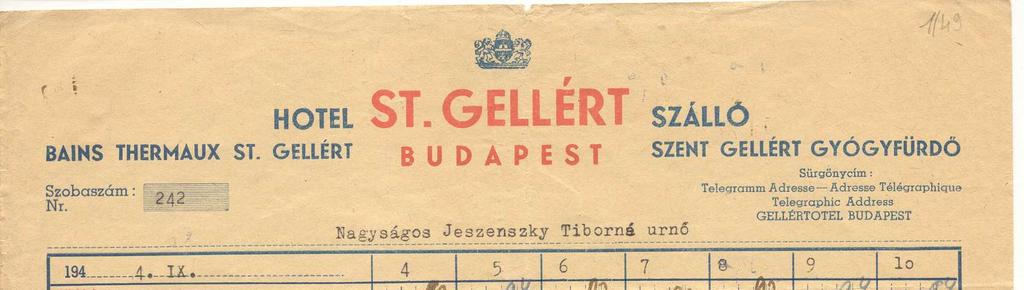 1/49
HOTEL ST. GELLÉRT SZÁLLÓ
BAINS THERMAUX ST. GELLÉRT BUDAPEST SZENT GELLÉRT GYÓGYFÜRDŐ
Szobaszám:
Nr. 242
Sürgönycím:
Telegramm Adresse — Adresse Télégraphique
Telegraphic Address
GELLÉRTOTEL BUDAPEST
Nagyságos Jeszenszky Tiborné urnő
194 4. IX. 4 5 6 7 8 9 10